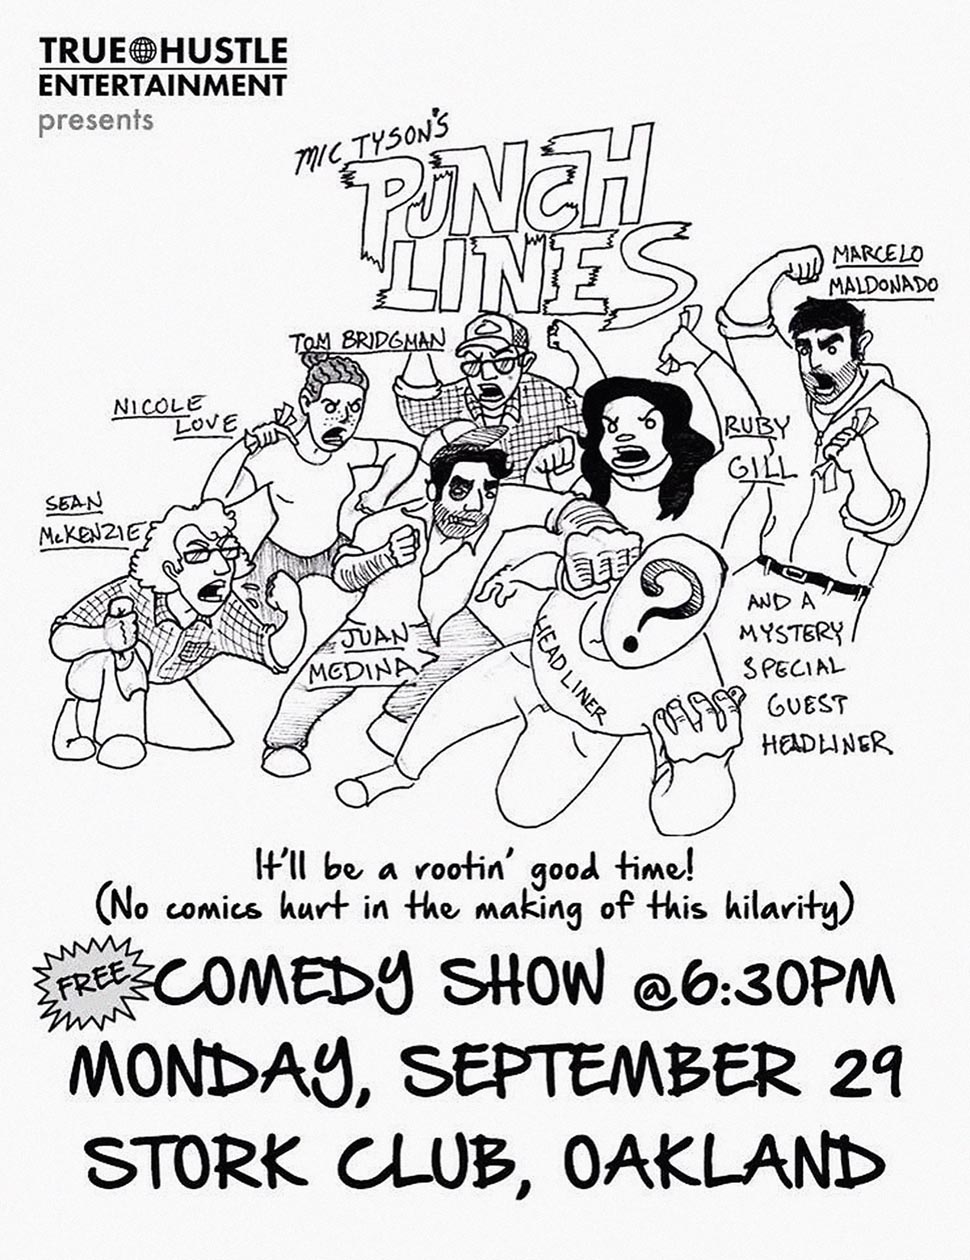 TRUE HUSTLE
ENTERTAINMENT
presents
MIC TYSON'S
PUNCH
LINES
MARCELO
MALDONADO
TOM BRIDGMAN
NICOLE
LOVE
RUBY
GILL
SEAN
McKENZIE
JUAN
MEDINA
HEADLINER
?
AND A
MYSTERY
SPECIAL
GUEST
HEADLINER
It'll be a rootin' good time!
(No comics hurt in the making of this hilarity)
FREE COMEDY SHOW @6:30PM
MONDAY, SEPTEMBER 29
STORK CLUB, OAKLAND